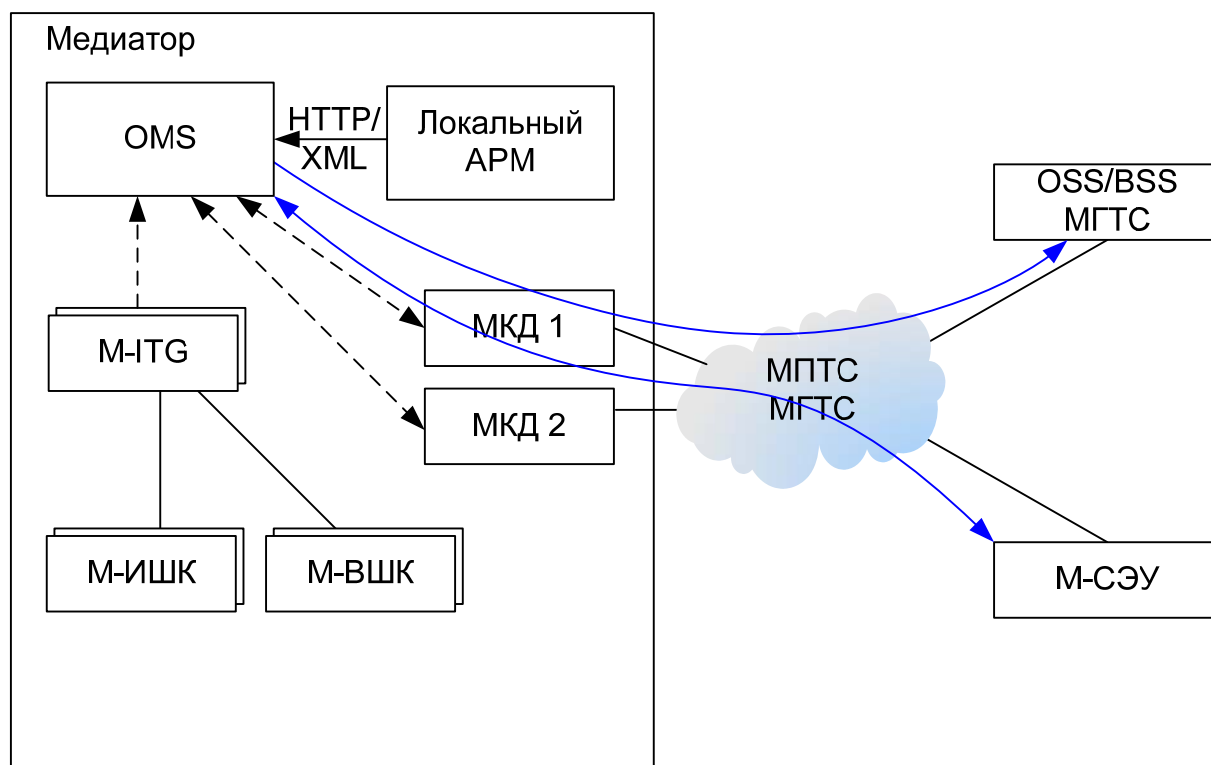 Медиатор
OMS
HTTP/
XML
Локальный
АРМ
OSS/BSS
МГТС
МКД 1
M-ITG
МПТС
МГТС
МКД 2
М-ИШК
М-ВШК
М-СЭУ